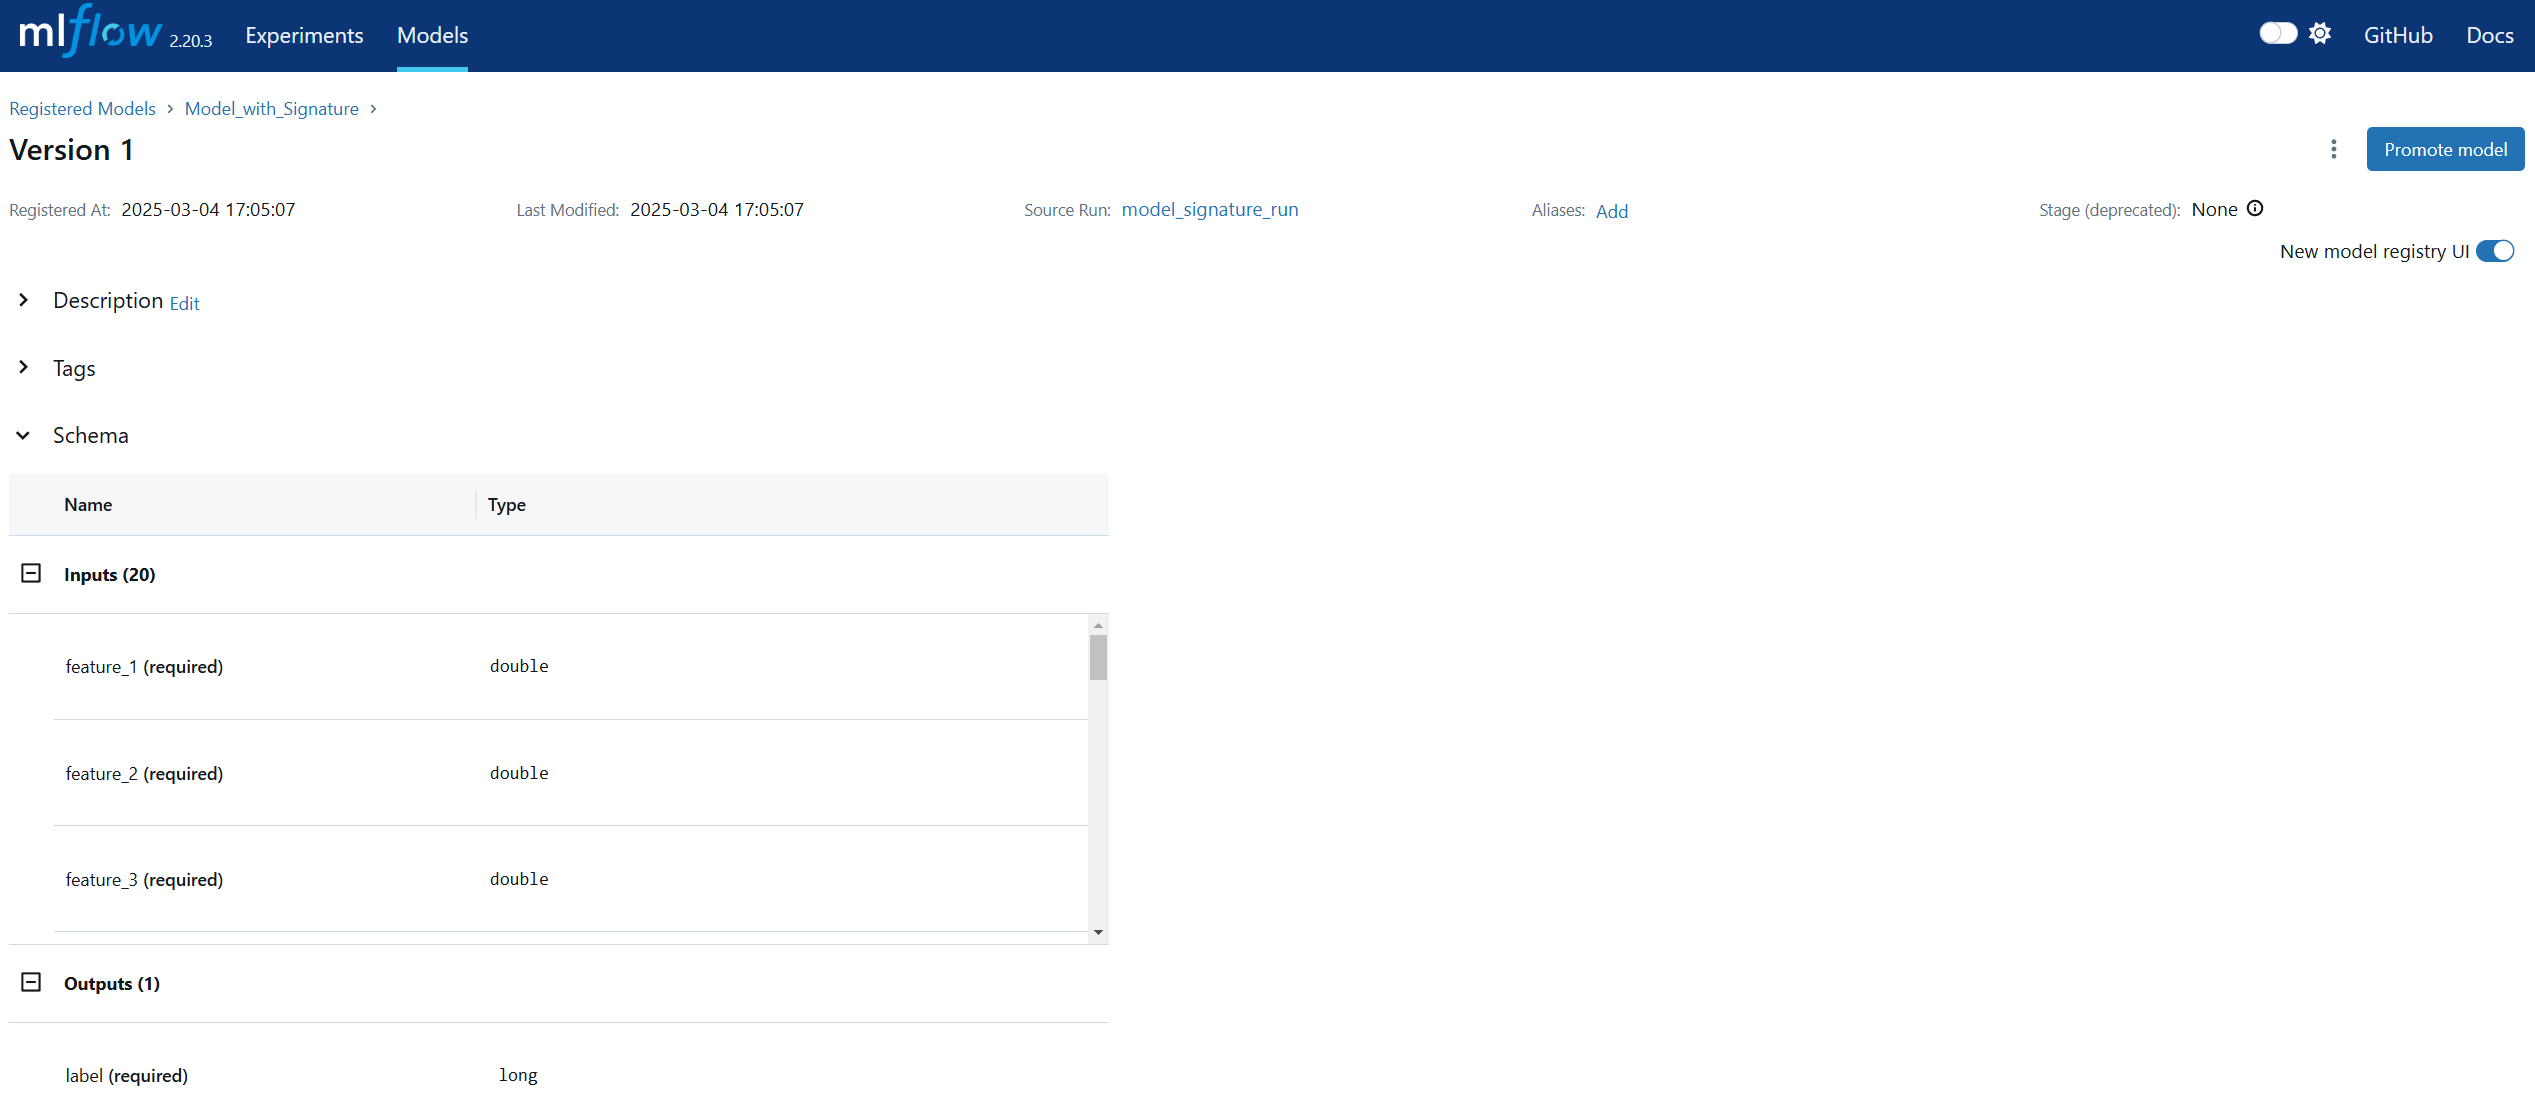 mlflow 2.20.3 Experiments Models GitHub Docs
Registered Models > Model_with_Signature >
Version 1
Promote model
Registered At: 2025-03-04 17:05:07 Last Modified: 2025-03-04 17:05:07 Source Run: model_signature_run Aliases: Add Stage (deprecated): None
New model registry UI
Description Edit
Tags
Schema
Name Type
Inputs (20)
feature_1 (required) double
feature_2 (required) double
feature_3 (required) double
Outputs (1)
label (required) long